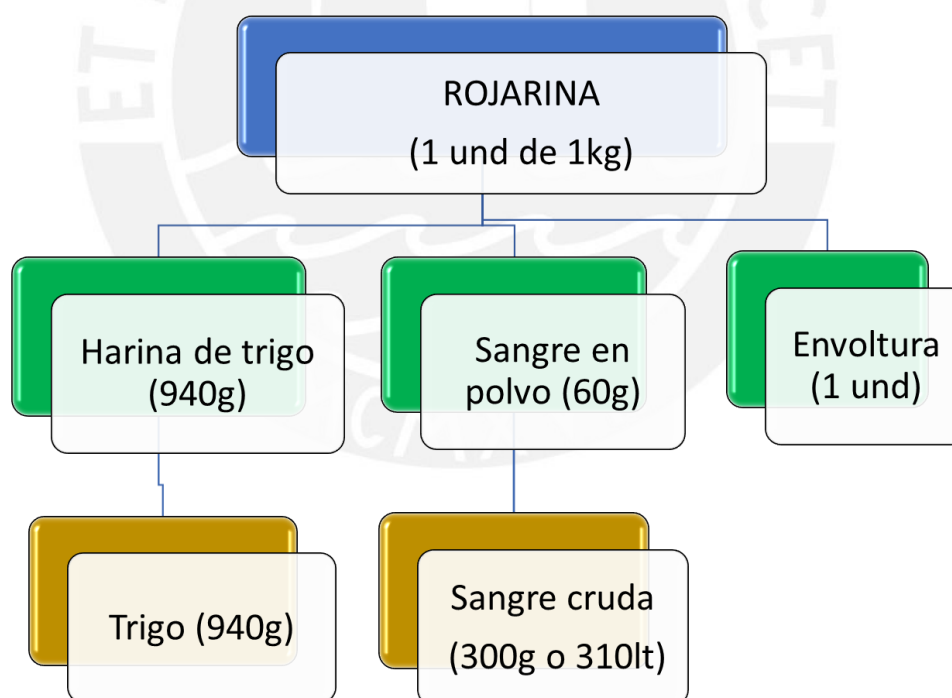 ROJARINA
(1 und de 1kg)
Harina de trigo
(940g)
Sangre en
polvo (60g)
Envoltura
(1 und)
Trigo (940g)
Sangre cruda
(300g o 310lt)